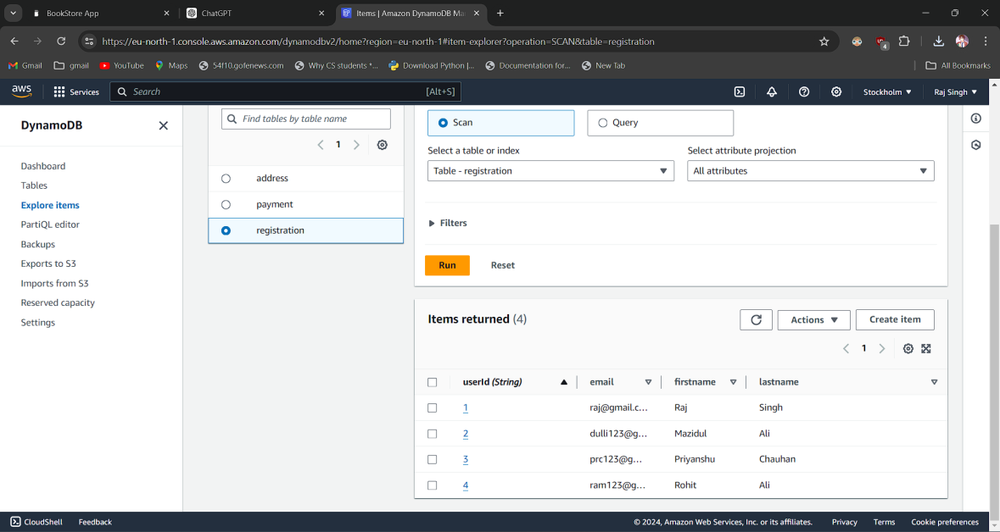 BookStore App
ChatGPT
Items | Amazon DynamoDB Ma
https://eu-north-1.console.aws.amazon.com/dynamodbv2/home?region=eu-north-1#item-explorer?operation=SCAN&table=registration
4
Gmail
gmail
YouTube
Maps
54f10.gofenews.com
Why CS students *...
Download Python |...
Documentation for...
New Tab
All Bookmarks
aws
Services
Search
[Alt+S]
Stockholm
Raj Singh
DynamoDB
Dashboard
Tables
Explore items
PartiQL editor
Backups
Exports to S3
Imports from S3
Reserved capacity
Settings
Find tables by table name
1
address
payment
registration
Scan
Query
Select a table or index
Select attribute projection
Table - registration
All attributes
Filters
Run
Reset
Items returned (4)
Actions
Create item
1
userId (String) email firstname lastname
1 raj@gmail.c... Raj Singh
2 dulli123@g... Mazidul Ali
3 prc123@g... Priyanshu Chauhan
4 ram123@g... Rohit Ali
CloudShell
Feedback
© 2024, Amazon Web Services, Inc. or its affiliates.
Privacy
Terms
Cookie preferences